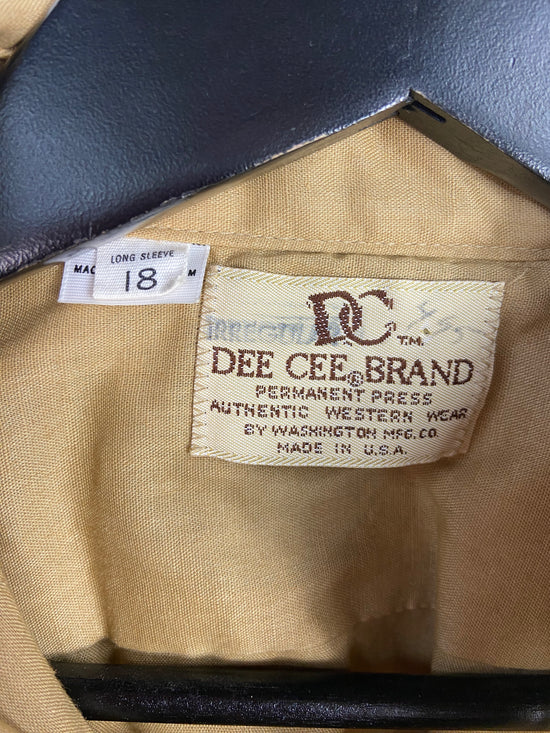 LONG SLEEVE
18
MAC
M
IRREGULAR
DC T.M.
DEE CEE® BRAND
PERMANENT PRESS
AUTHENTIC WESTERN WEAR
BY WASHINGTON MFG.CO.
MADE IN U.S.A.